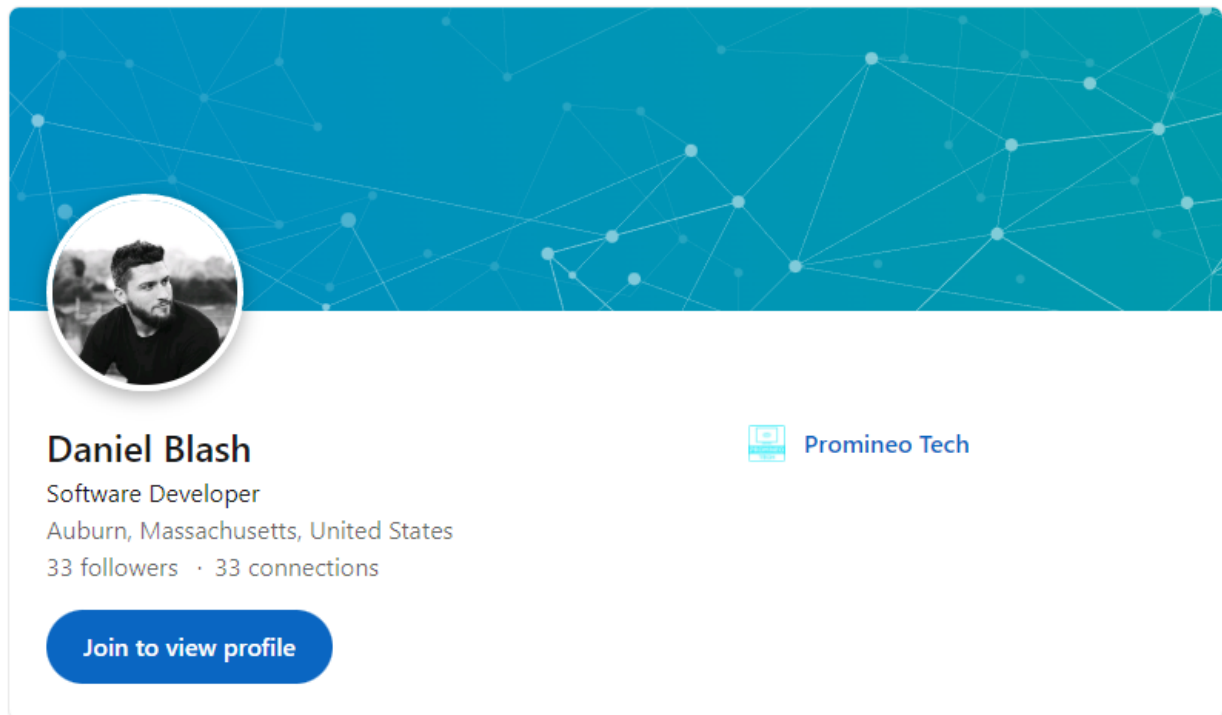 Daniel Blash
Software Developer
Auburn, Massachusetts, United States
33 followers · 33 connections
Join to view profile
Promineo Tech